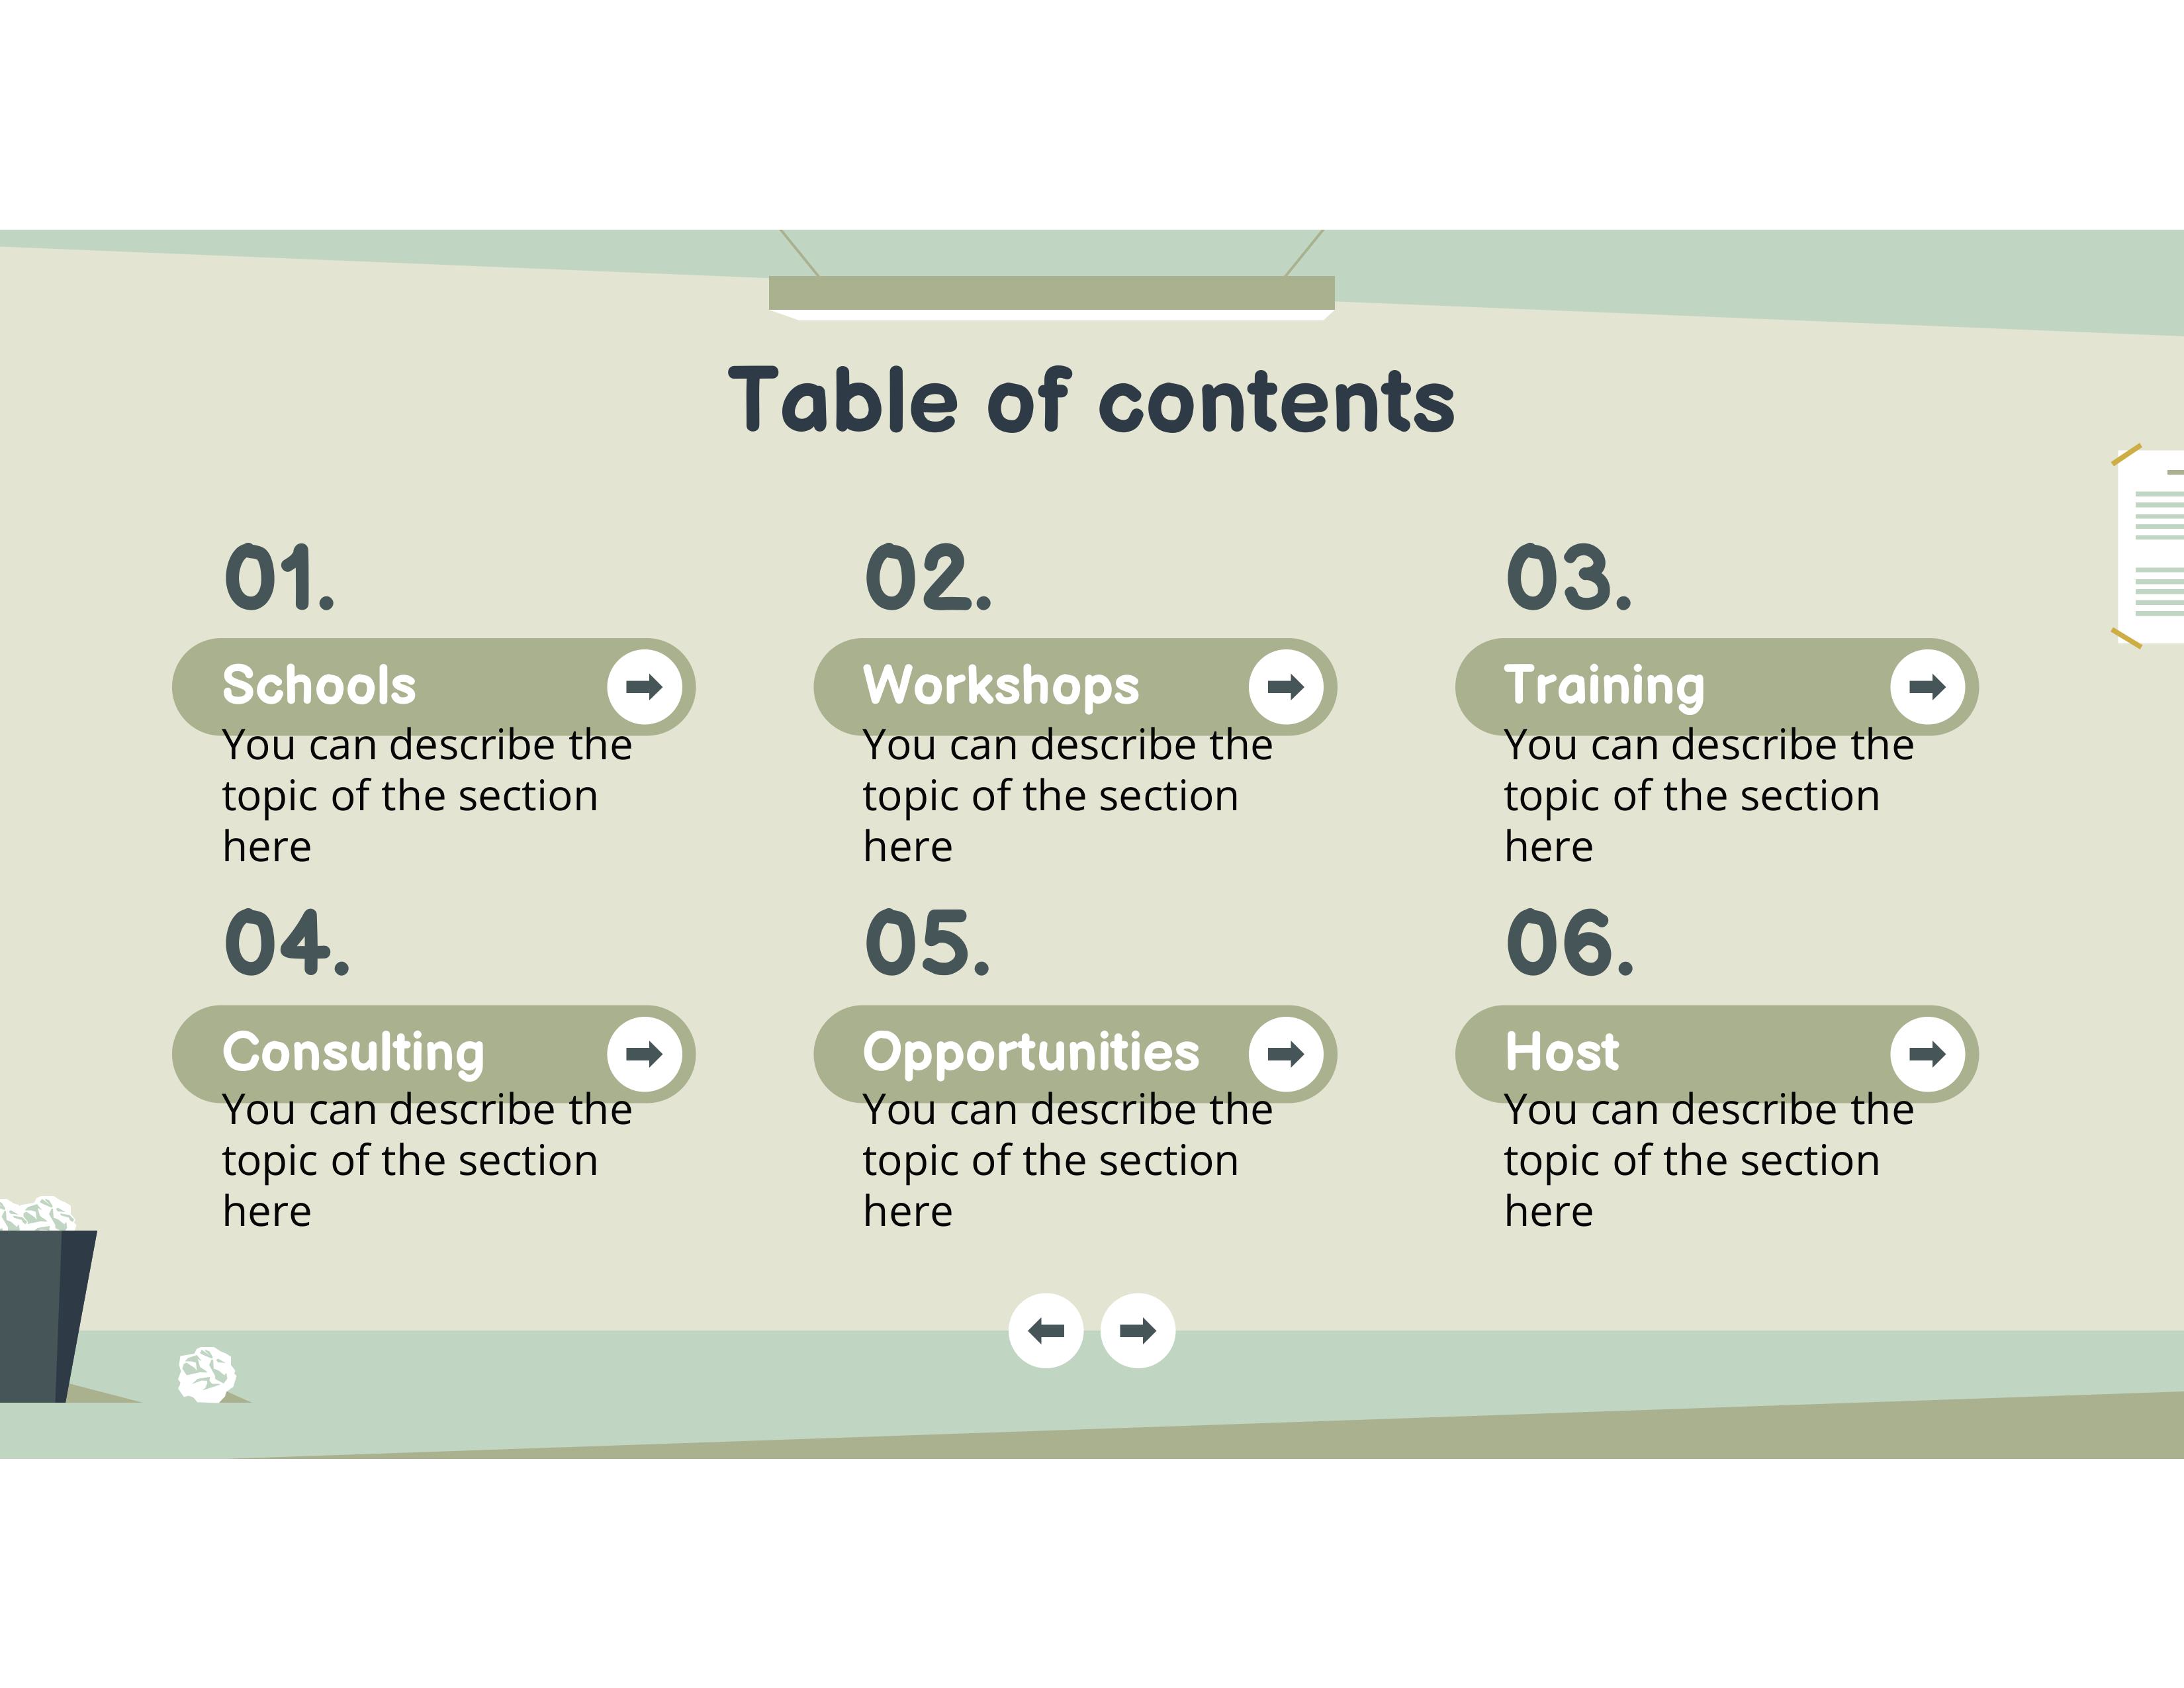 Table of contents
01.
Schools
You can describe the
topic of the section
here
02.
Workshops
You can describe the
topic of the section
here
03.
Training
You can describe the
topic of the section
here
04.
Consulting
You can describe the
topic of the section
here
05.
Opportunities
You can describe the
topic of the section
here
06.
Host
You can describe the
topic of the section
here